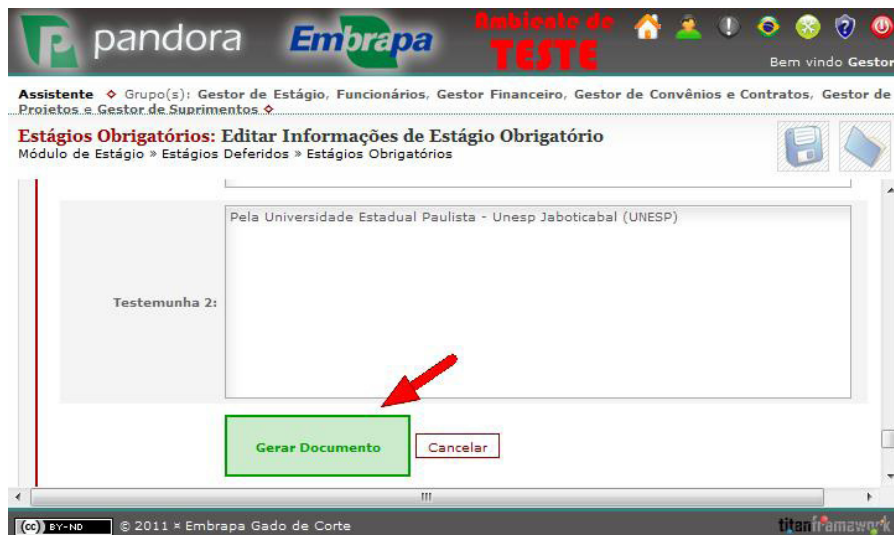 pandora
Embrapa
Ambiente de
TESTE
Bem vindo Gestor
Assistente ◇ Grupo(s): Gestor de Estágio, Funcionários, Gestor Financeiro, Gestor de Convênios e Contratos, Gestor de
Projetos e Gestor de Suprimentos ◇
Estágios Obrigatórios: Editar Informações de Estágio Obrigatório
Módulo de Estágio » Estágios Deferidos » Estágios Obrigatórios
Pela Universidade Estadual Paulista - Unesp Jaboticabal (UNESP)
Testemunha 2:
Gerar Documento
Cancelar
(cc) BY-ND © 2011 × Embrapa Gado de Corte
titanframework